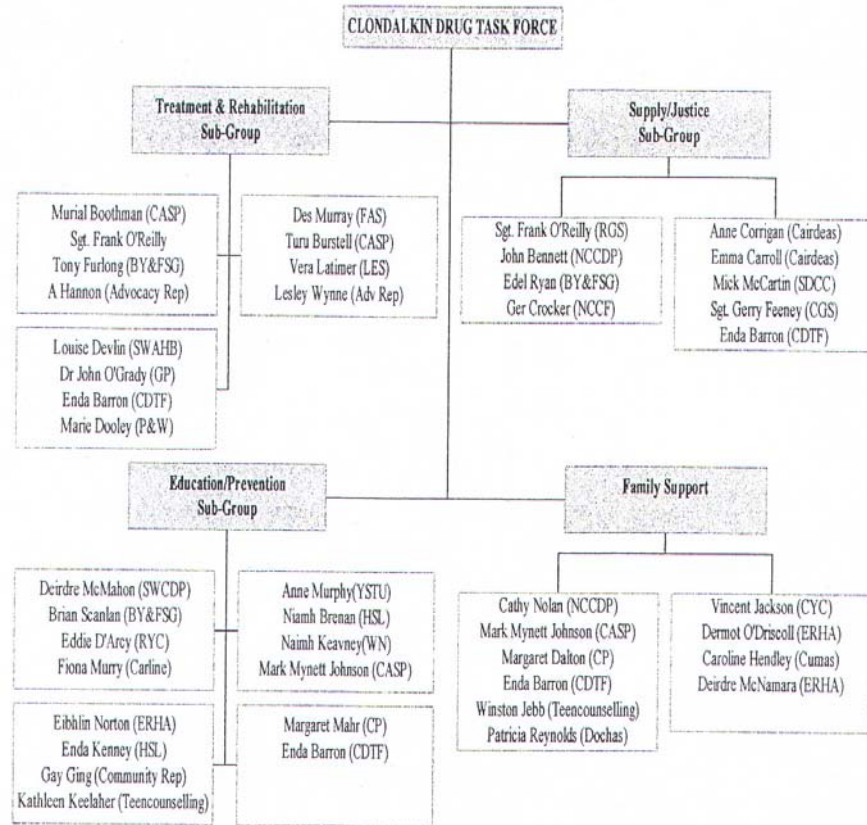 CLONDALKIN DRUG TASK FORCE
Treatment & Rehabilitation
Sub-Group
Supply/Justice
Sub-Group
Murial Boothman (CASP)
Sgt. Frank O'Reilly
Tony Furlong (BY&FSG)
A Hannon (Advocacy Rep)
Des Murray (FAS)
Turu Burstell (CASP)
Vera Latimer (LES)
Lesley Wynne (Adv Rep)
Louise Devlin (SWAHB)
Dr John O'Grady (GP)
Enda Barron (CDTF)
Marie Dooley (P&W)
Sgt. Frank O'Reilly (RGS)
John Bennett (NCCDP)
Edel Ryan (BY&FSG)
Ger Crocker (NCCF)
Anne Corrigan (Cairdeas)
Emma Carroll (Cairdeas)
Mick McCartin (SDCC)
Sgt. Gerry Feeney (CGS)
Enda Barron (CDTF)
Education/Prevention
Sub-Group
Family Support
Deirdre McMahon (SWCDP)
Brian Scanlan (BY&FSG)
Eddie D'Arcy (RYC)
Fiona Murry (Carline)
Anne Murphy(YSTU)
Niamh Brenan (HSL)
Naimh Keavney(WN)
Mark Mynett Johnson (CASP)
Eibhlin Norton (ERHA)
Enda Kenney (HSL)
Gay Ging (Community Rep)
Kathleen Keelaher (Teencounselling)
Margaret Mahr (CP)
Enda Barron (CDTF)
Cathy Nolan (NCCDP)
Mark Mynett Johnson (CASP)
Margaret Dalton (CP)
Enda Barron (CDTF)
Winston Jebb (Teencounselling)
Patricia Reynolds (Dochas)
Vincent Jackson (CYC)
Dermot O'Driscoll (ERHA)
Caroline Hendley (Cumas)
Deirdre McNamara (ERHA)